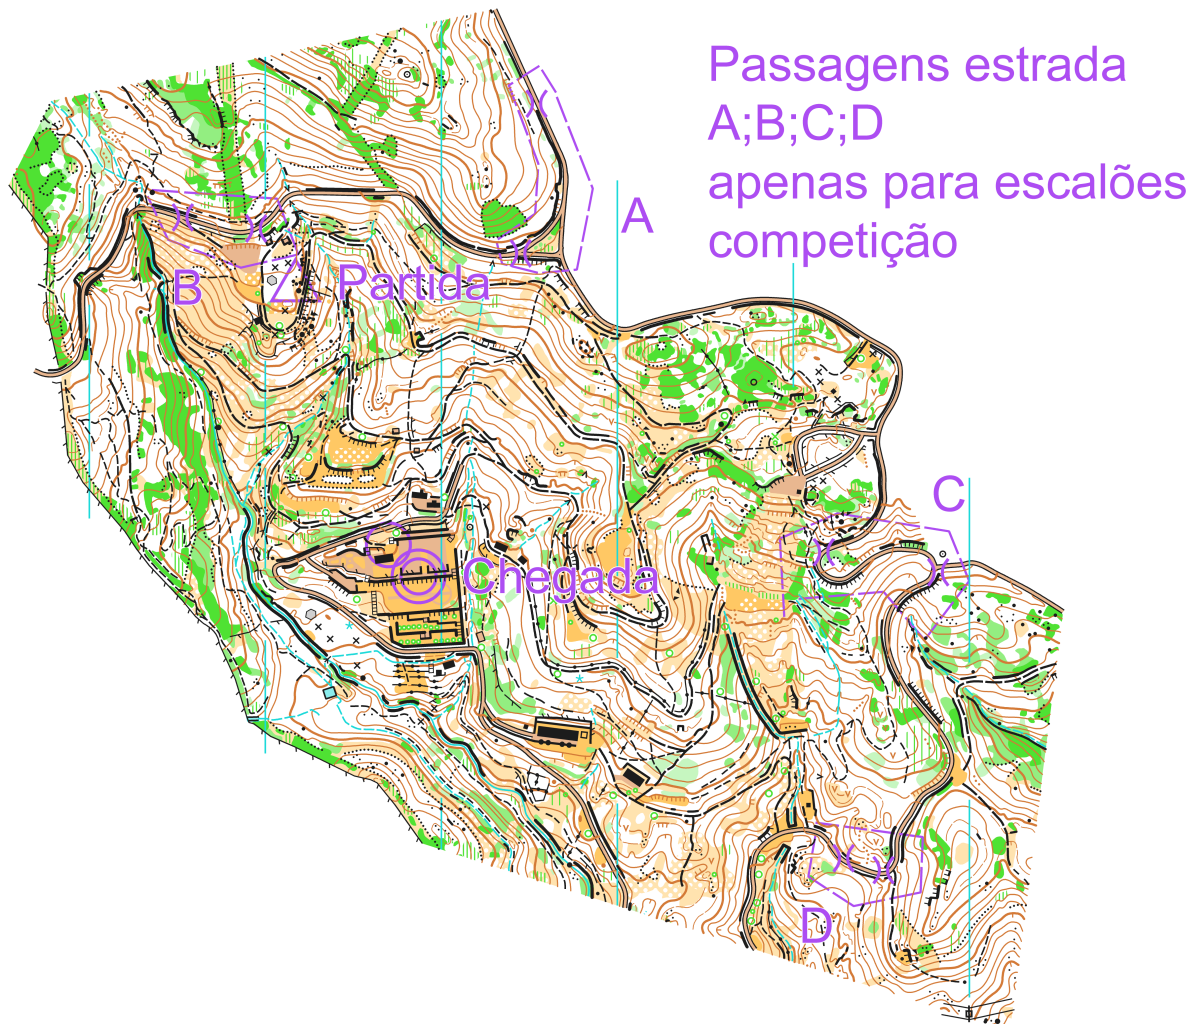 Passagens estrada
A;B;C;D
apenas para escalões
competição
A
B
Partida
C
Chegada
D